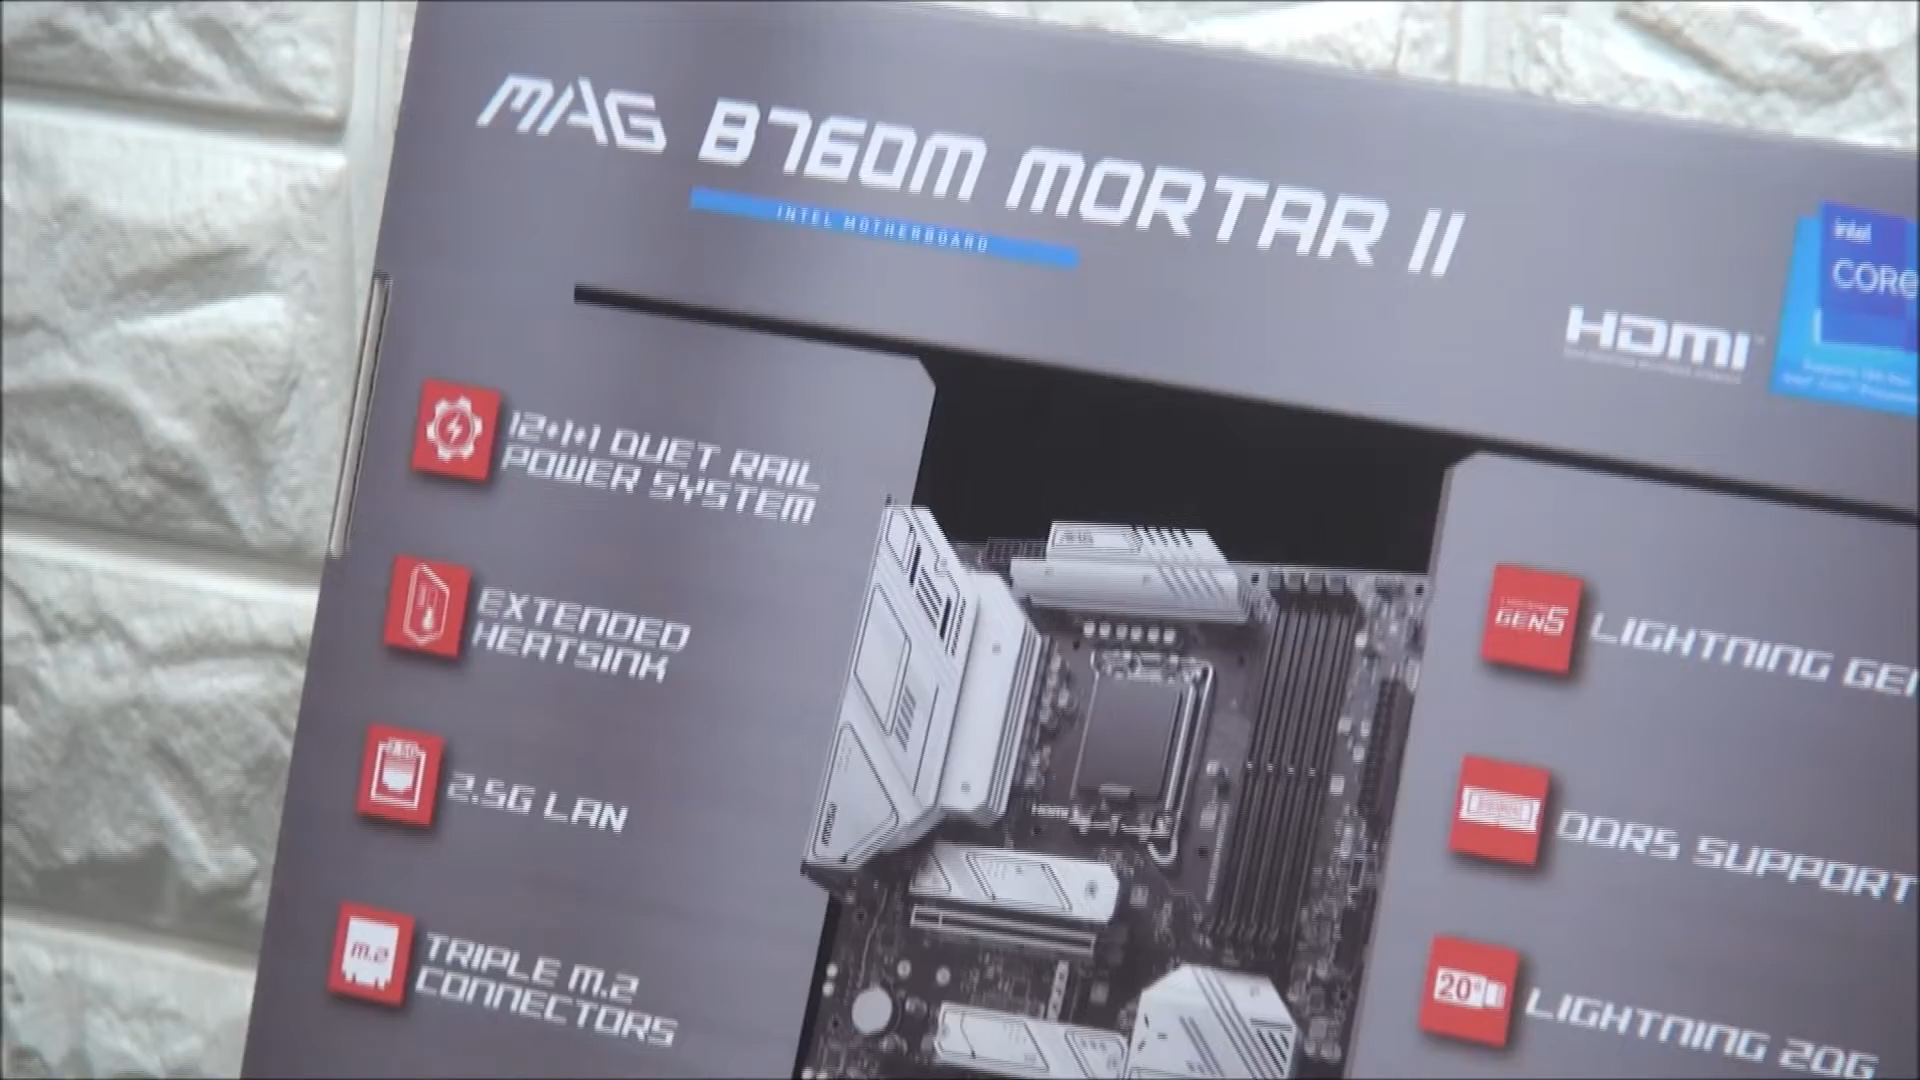 MAG B760M MORTAR II
INTEL MOTHERBOARD
HDMI
intel
CORE
12+1+1 DUET RAIL
POWER SYSTEM
EXTENDED
HEATSINK
2.5G LAN
M.2
TRIPLE M.2
CONNECTORS
GEN5
LIGHTNING GE
DDR5 SUPPORT
20G
LIGHTNING 20G